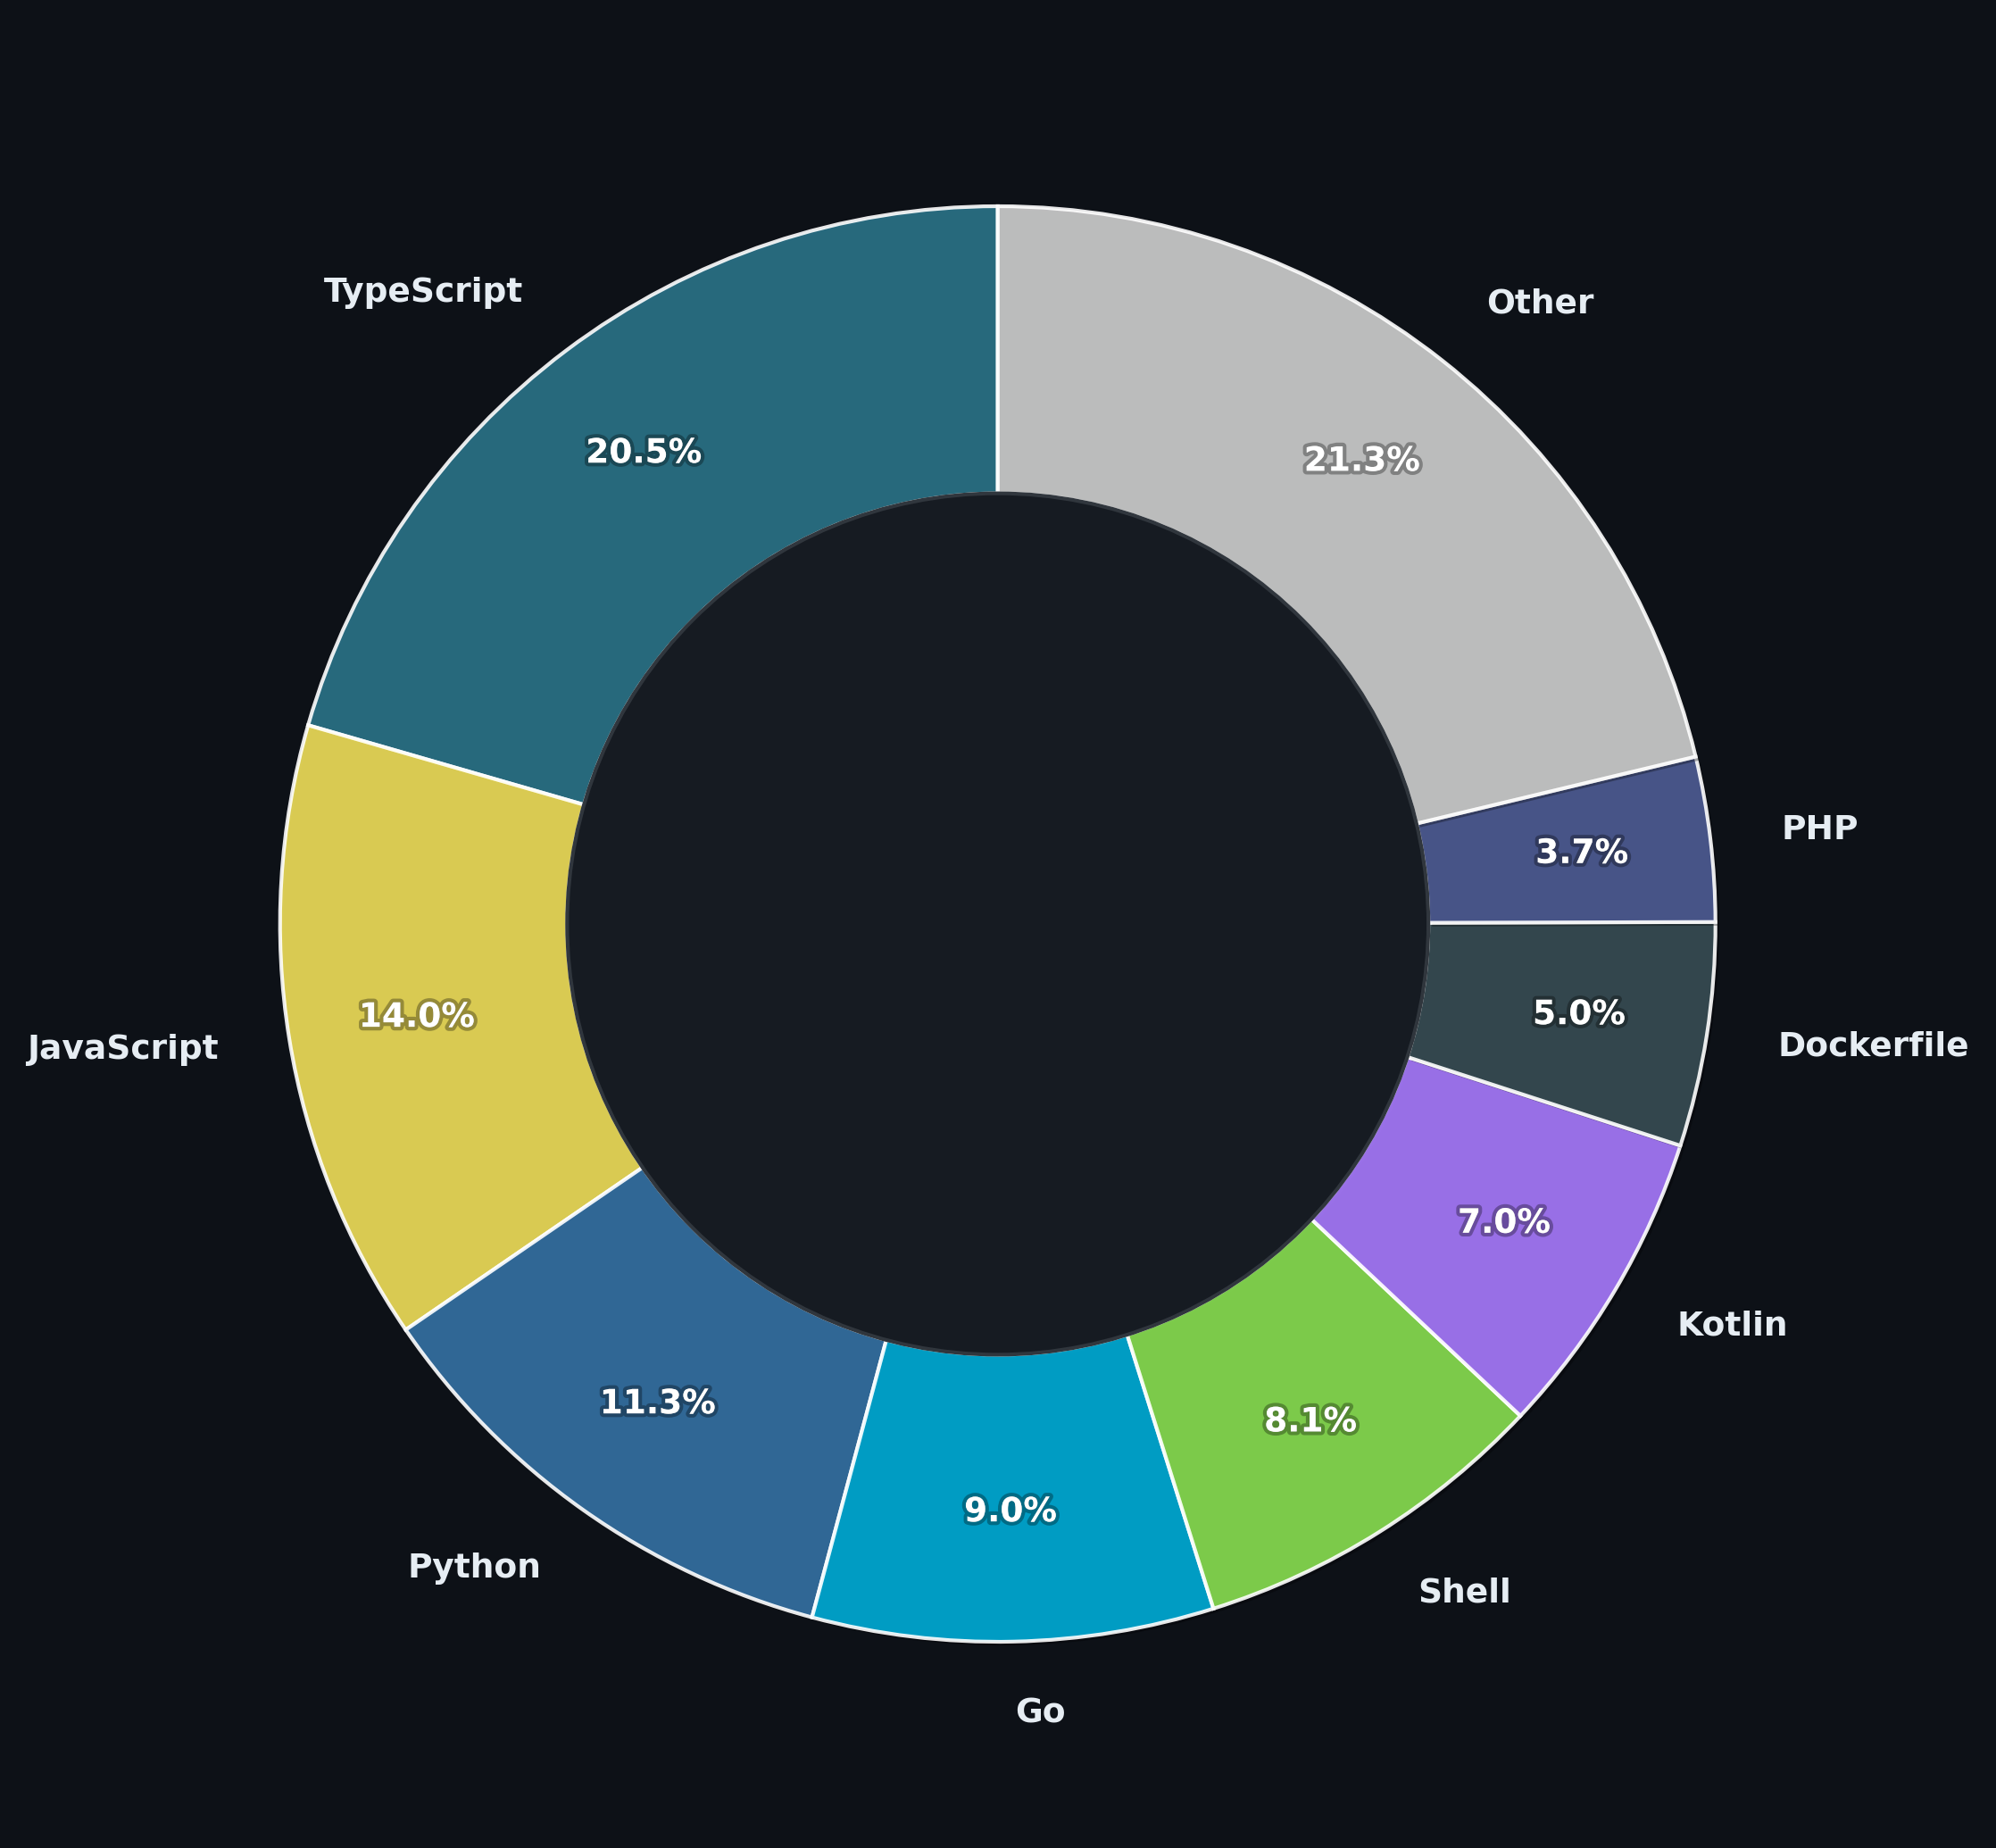 TypeScript
20.5%
Other
21.3%
PHP
3.7%
Dockerfile
5.0%
JavaScript
14.0%
Kotlin
7.0%
Python
11.3%
Shell
8.1%
Go
9.0%